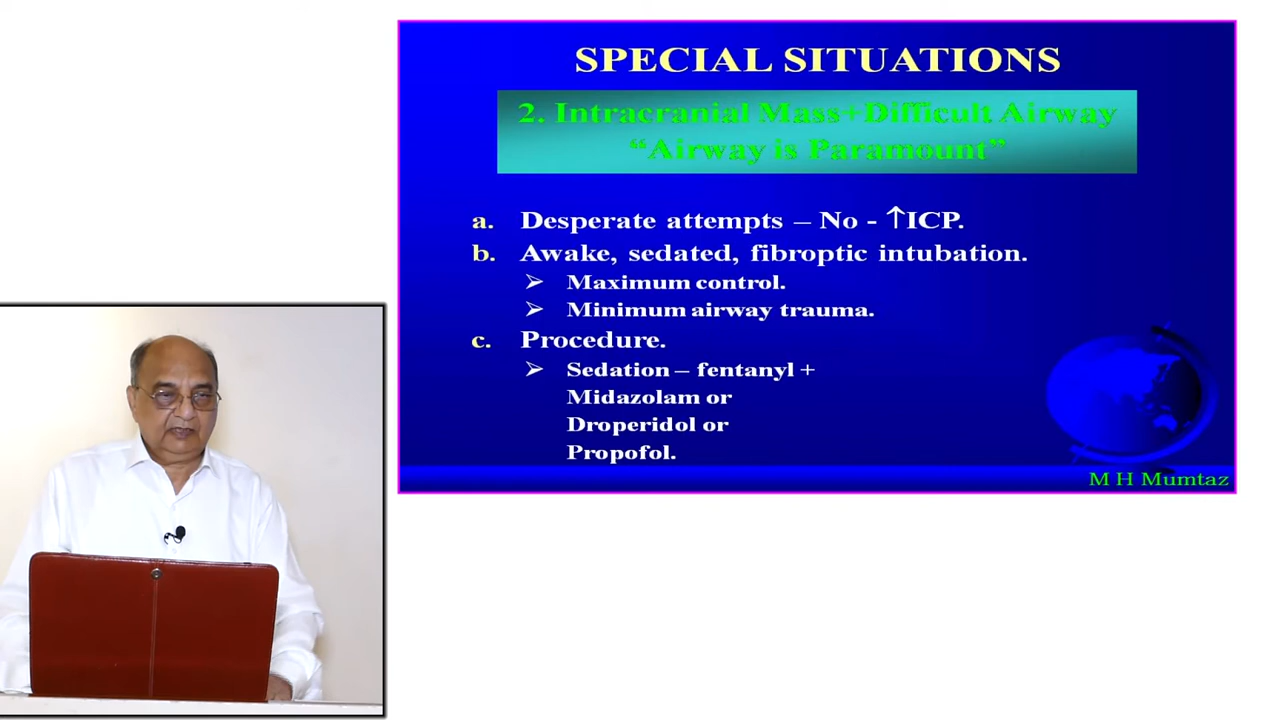 SPECIAL SITUATIONS
2. Intracranial Mass+Difficult Airway
“Airway is Paramount”
a. Desperate attempts – No - ↑ICP.
b. Awake, sedated, fibroptic intubation.
➢ Maximum control.
➢ Minimum airway trauma.
c. Procedure.
➢ Sedation – fentanyl +
Midazolam or
Droperidol or
Propofol.
M H Mumtaz